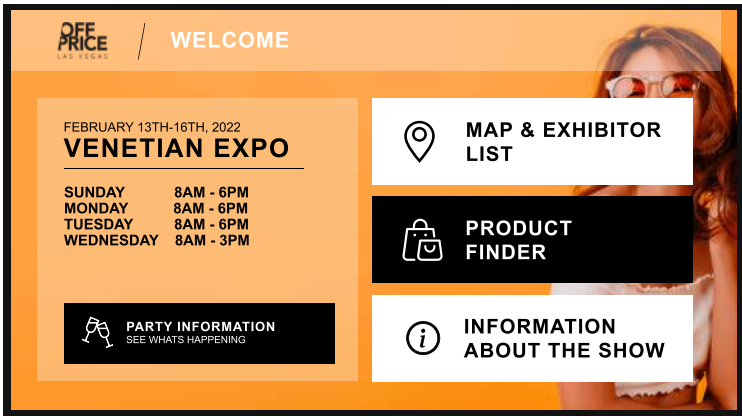 OFF
PRICE
LAS VEGAS
WELCOME
FEBRUARY 13TH-16TH, 2022
VENETIAN EXPO
SUNDAY 8AM - 6PM
MONDAY 8AM - 6PM
TUESDAY 8AM - 6PM
WEDNESDAY 8AM - 3PM
PARTY INFORMATION
SEE WHATS HAPPENING
MAP & EXHIBITOR
LIST
PRODUCT
FINDER
INFORMATION
ABOUT THE SHOW